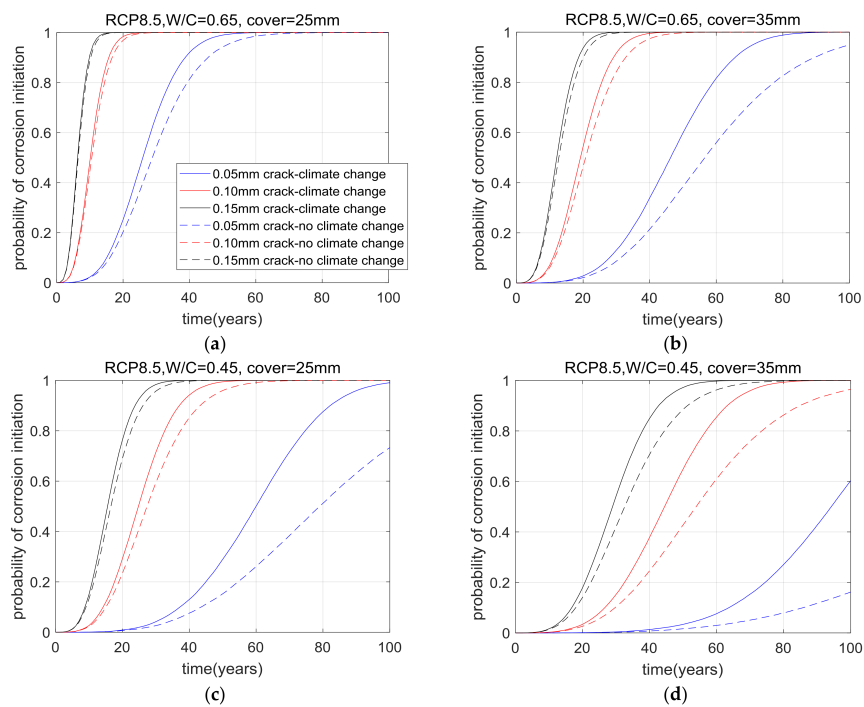 RCP8.5,W/C=0.65, cover=25mm
probability of corrosion initiation
1
0.8
0.6
0.4
0.2
0
0 20 40 60 80 100
time(years)
0.05mm crack-climate change
0.10mm crack-climate change
0.15mm crack-climate change
0.05mm crack-no climate change
0.10mm crack-no climate change
0.15mm crack-no climate change
(a)
RCP8.5,W/C=0.65, cover=35mm
probability of corrosion initiation
1
0.8
0.6
0.4
0.2
0
0 20 40 60 80 100
time(years)
(b)
RCP8.5,W/C=0.45, cover=25mm
probability of corrosion initiation
1
0.8
0.6
0.4
0.2
0
0 20 40 60 80 100
time(years)
(c)
RCP8.5,W/C=0.45, cover=35mm
probability of corrosion initiation
1
0.8
0.6
0.4
0.2
0
0 20 40 60 80 100
time(years)
(d)